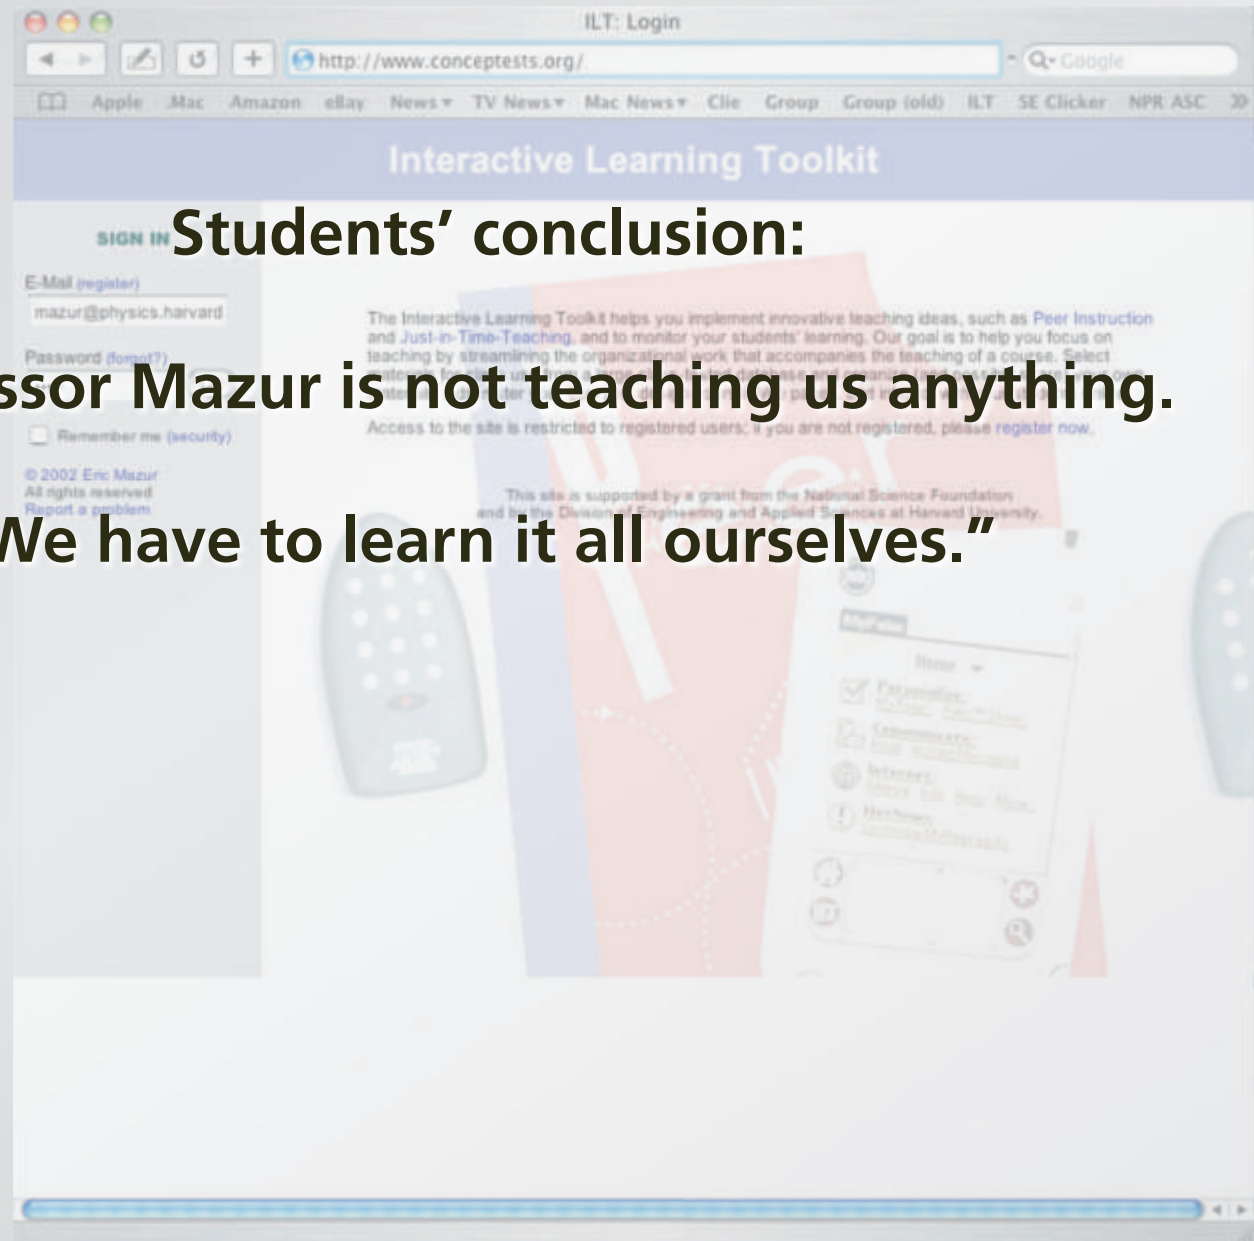 ILT: Login
http://www.conceptests.org/
Google
Apple .Mac Amazon eBay News TV News Mac News Clie Group Group (old) ILT SE Clicker NPR ASC
Interactive Learning Toolkit
Students’ conclusion:
SIGN IN
E-Mail (register)
mazur@physics.harvard
The Interactive Learning Toolkit helps you implement innovative teaching ideas, such as Peer Instruction
and Just-in-Time-Teaching, and to monitor your students' learning. Our goal is to help you focus on
teaching by streamlining the organizational work that accompanies the teaching of a course. Select
Password (forgot?)
ssor Mazur is not teaching us anything.
Access to the site is restricted to registered users; if you are not registered, please register now.
Remember me (security)
© 2002 Eric Mazur
All rights reserved
Report a problem
This site is supported by a grant from the National Science Foundation
and by the Division of Engineering and Applied Sciences at Harvard University.
We have to learn it all ourselves.”
Home